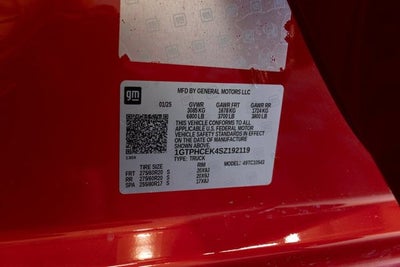 gm
MFD BY GENERAL MOTORS LLC
01/25 GVWR GAWR FRT GAWR RR
3085 KG 1678 KG 1724 KG
6800 LB 3700 LB 3800 LB
THIS VEHICLE CONFORMS TO ALL
APPLICABLE U.S. FEDERAL MOTOR
VEHICLE SAFETY STANDARDS IN EFFECT
ON THE DATE OF MANUFACTURE
SHOWN ABOVE.
1GTPHCEK4SZ192119
TYPE: TRUCK MODEL: 49TC10543
TIRE SIZE RIM
FRT 275/60R20 S 20X9J
RR 275/60R20 S 20X9J
SPA 255/80R17 S 17X8J